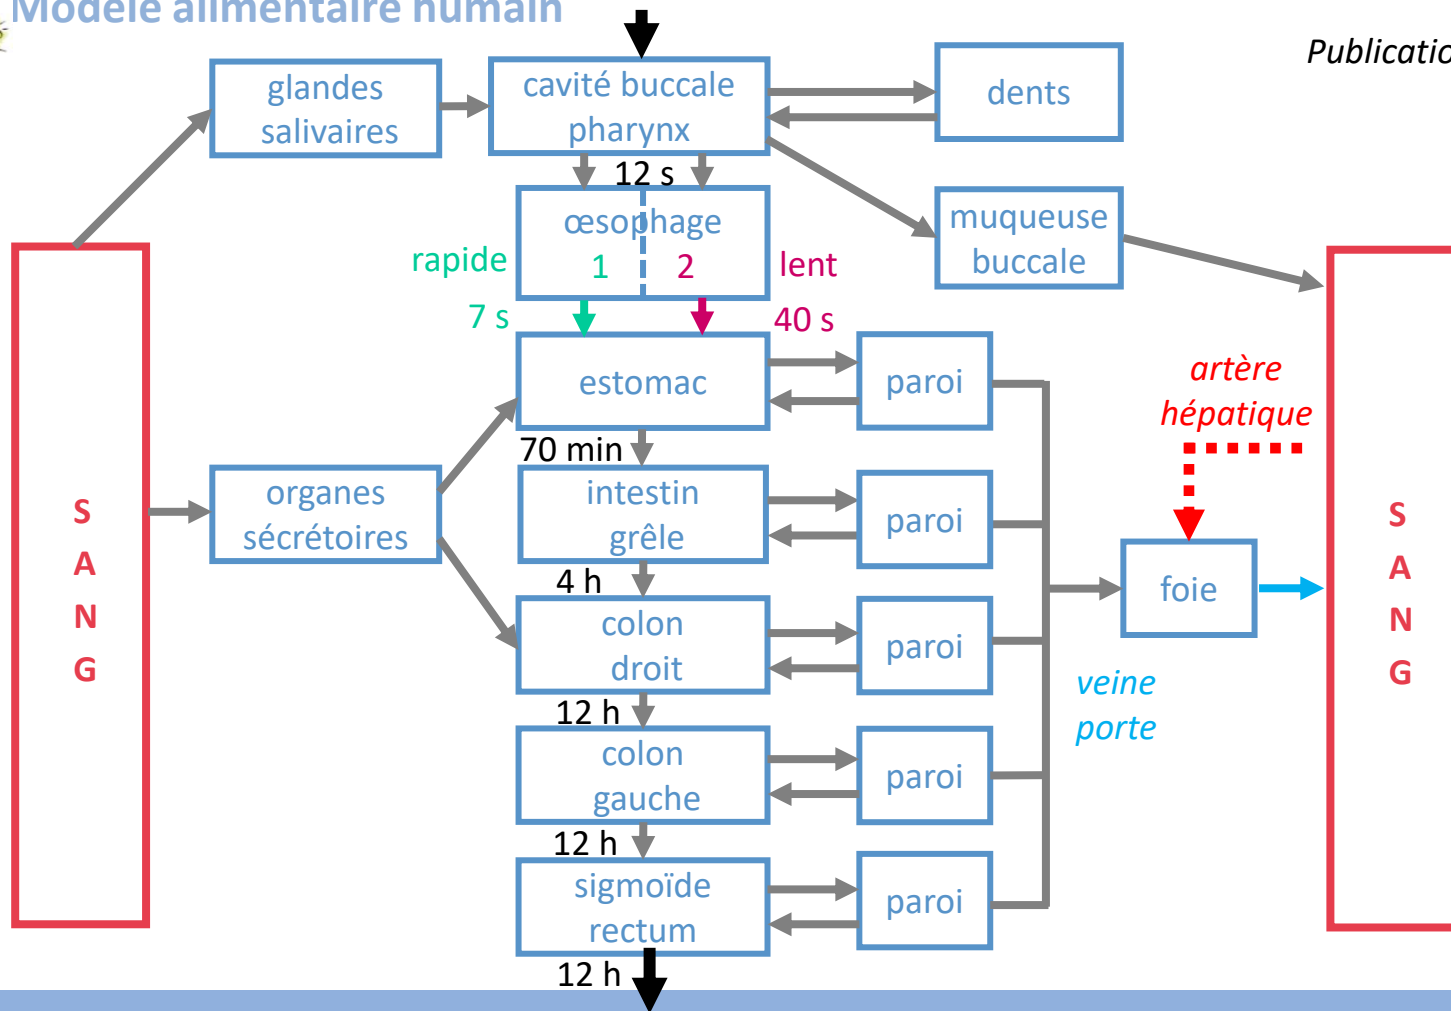 Modèle alimentaire humain
Publicatio
glandes
salivaires
cavité buccale
pharynx
dents
12 s
œsophage
rapide
1
2
lent
muqueuse
buccale
7 s
40 s
estomac
paroi
artère
hépatique
70 min
organes
sécrétoires
intestin
grêle
paroi
S
A
N
G
4 h
colon
droit
paroi
foie
S
A
N
G
veine
porte
12 h
colon
gauche
paroi
12 h
sigmoïde
rectum
paroi
12 h